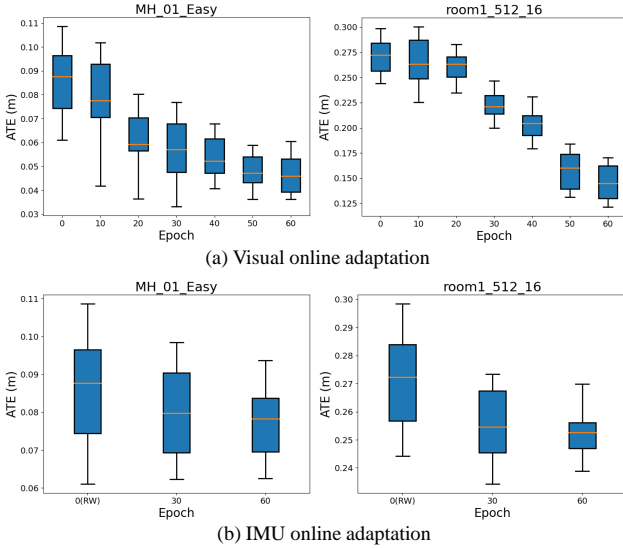 MH_01_Easy
0.11
0.10
0.09
0.08
0.07
0.06
0.05
0.04
0.03
ATE (m)
0 10 20 30 40 50 60
Epoch
room1_512_16
0.300
0.275
0.250
0.225
0.200
0.175
0.150
0.125
ATE (m)
0 10 20 30 40 50 60
Epoch
(a) Visual online adaptation
MH_01_Easy
0.11
0.10
0.09
0.08
0.07
0.06
ATE (m)
0(RW) 30 60
Epoch
room1_512_16
0.30
0.29
0.28
0.27
0.26
0.25
0.24
ATE (m)
0(RW) 30 60
Epoch
(b) IMU online adaptation